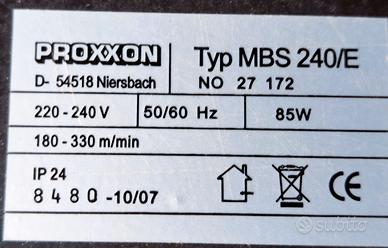 PROXXON
D- 54518 Niersbach
Typ MBS 240/E
NO 27 172
220 - 240 V
50/60 Hz
85W
180 - 330 m/min
IP 24
8 4 8 0 -10/07
CE
subito